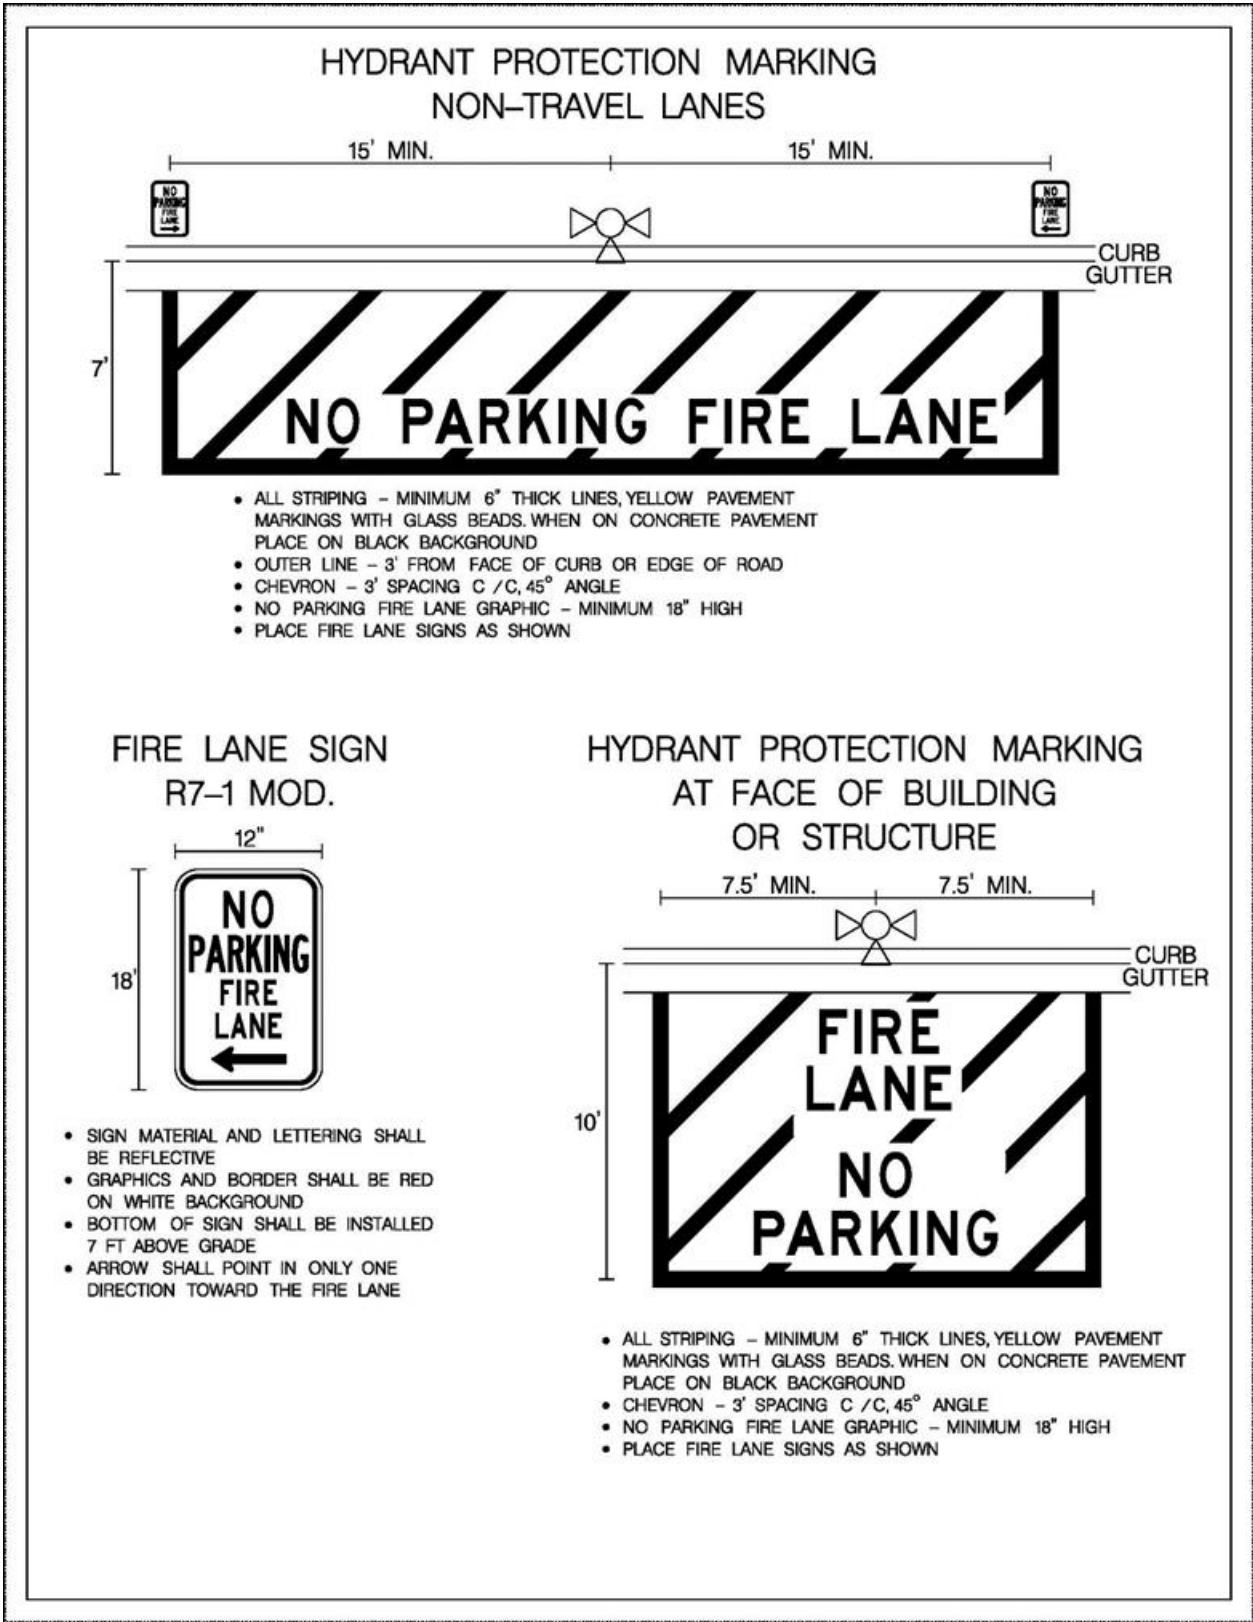 HYDRANT PROTECTION MARKING
NON–TRAVEL LANES
15' MIN.
15' MIN.
NO
PARKING
FIRE
LANE
NO
PARKING
FIRE
LANE
CURB
GUTTER
7'
NO PARKING FIRE LANE
• ALL STRIPING – MINIMUM 6" THICK LINES, YELLOW PAVEMENT
MARKINGS WITH GLASS BEADS. WHEN ON CONCRETE PAVEMENT
PLACE ON BLACK BACKGROUND
• OUTER LINE – 3' FROM FACE OF CURB OR EDGE OF ROAD
• CHEVRON – 3' SPACING C /C, 45° ANGLE
• NO PARKING FIRE LANE GRAPHIC – MINIMUM 18" HIGH
• PLACE FIRE LANE SIGNS AS SHOWN
FIRE LANE SIGN
R7–1 MOD.
12"
18'
NO
PARKING
FIRE
LANE
• SIGN MATERIAL AND LETTERING SHALL
BE REFLECTIVE
• GRAPHICS AND BORDER SHALL BE RED
ON WHITE BACKGROUND
• BOTTOM OF SIGN SHALL BE INSTALLED
7 FT ABOVE GRADE
• ARROW SHALL POINT IN ONLY ONE
DIRECTION TOWARD THE FIRE LANE
HYDRANT PROTECTION MARKING
AT FACE OF BUILDING
OR STRUCTURE
7.5' MIN.
7.5' MIN.
CURB
GUTTER
10'
FIRE
LANE
NO
PARKING
• ALL STRIPING – MINIMUM 6" THICK LINES, YELLOW PAVEMENT
MARKINGS WITH GLASS BEADS. WHEN ON CONCRETE PAVEMENT
PLACE ON BLACK BACKGROUND
• CHEVRON – 3' SPACING C /C, 45° ANGLE
• NO PARKING FIRE LANE GRAPHIC – MINIMUM 18" HIGH
• PLACE FIRE LANE SIGNS AS SHOWN